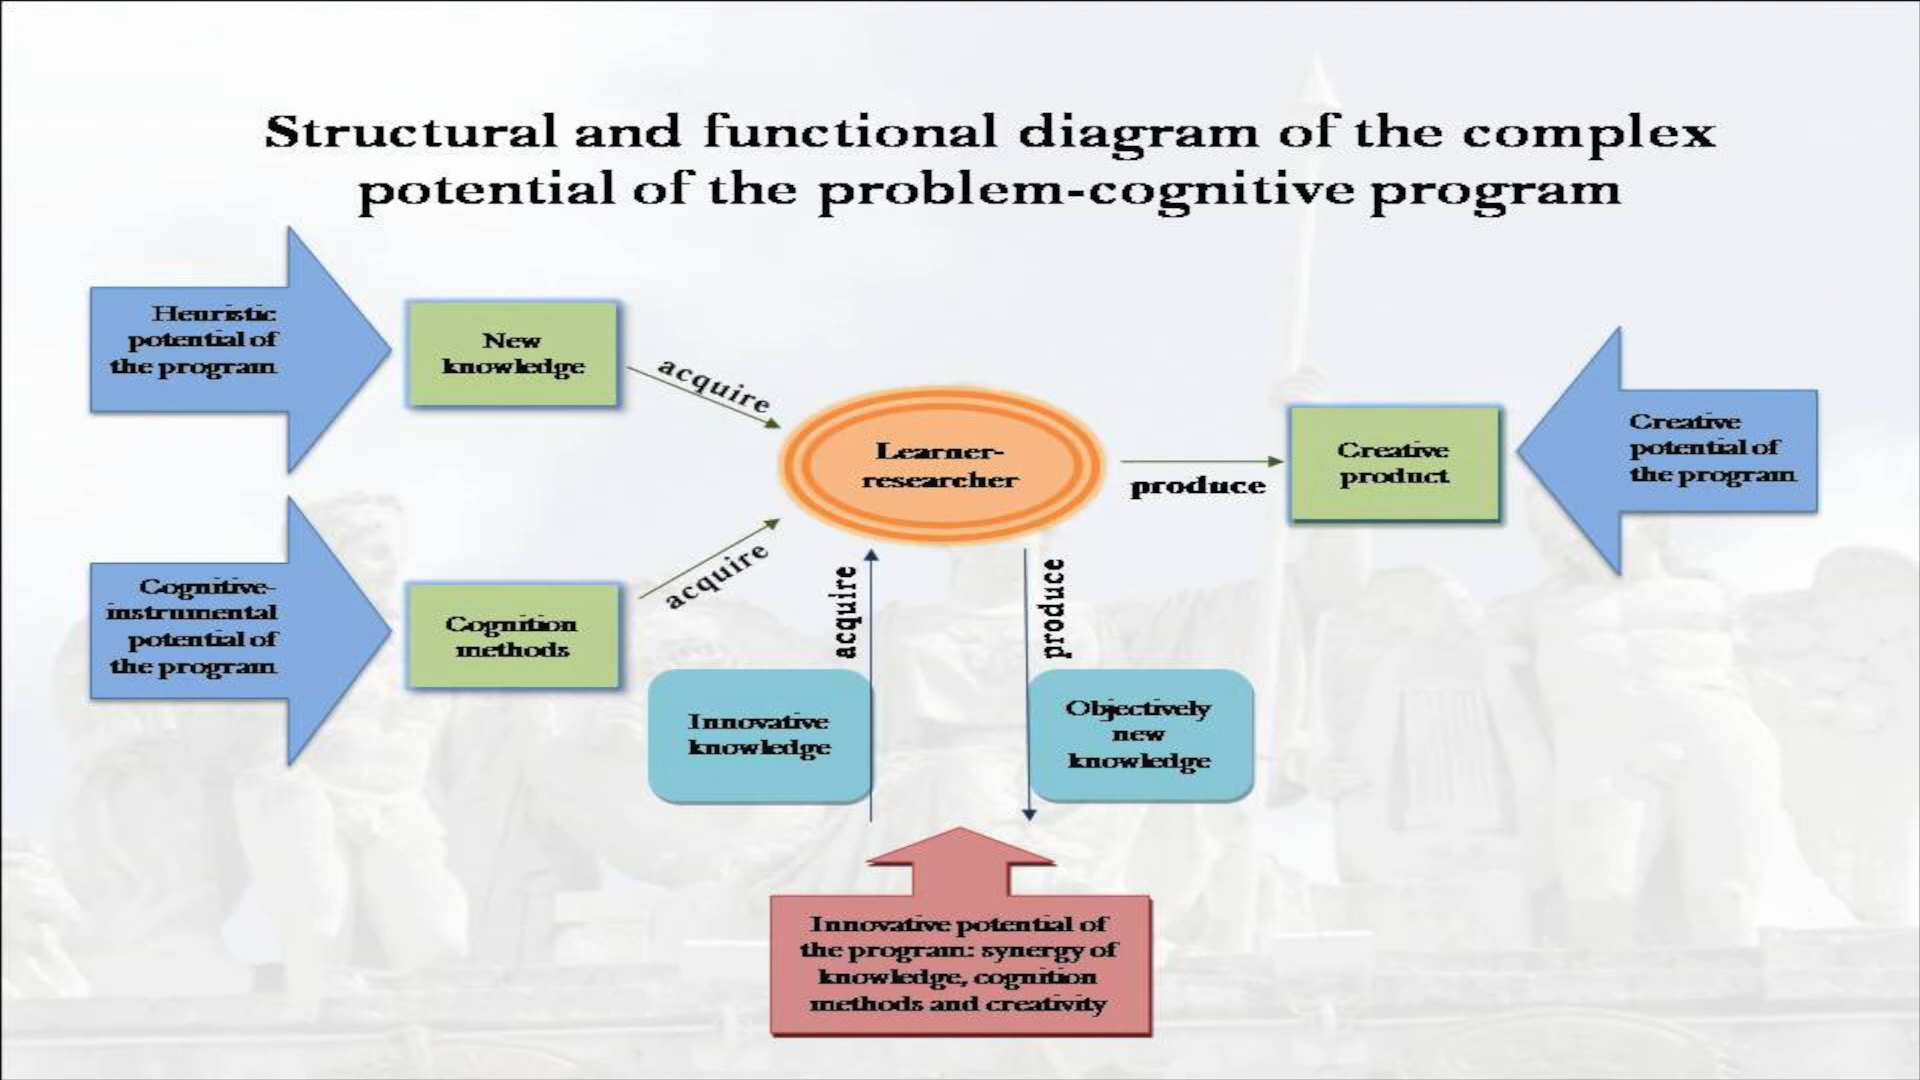 Structural and functional diagram of the complex
potential of the problem-cognitive program
Heuristic
potential of
the program
New
knowledge
acquire
Learner-
researcher
produce
Creative
product
Creative
potential of
the program
Cognitive-
instrumental
potential of
the program
Cognition
methods
acquire
acquire
produce
Innovative
knowledge
Objectively
new
knowledge
Innovative potential of
the program: synergy of
knowledge, cognition
methods and creativity